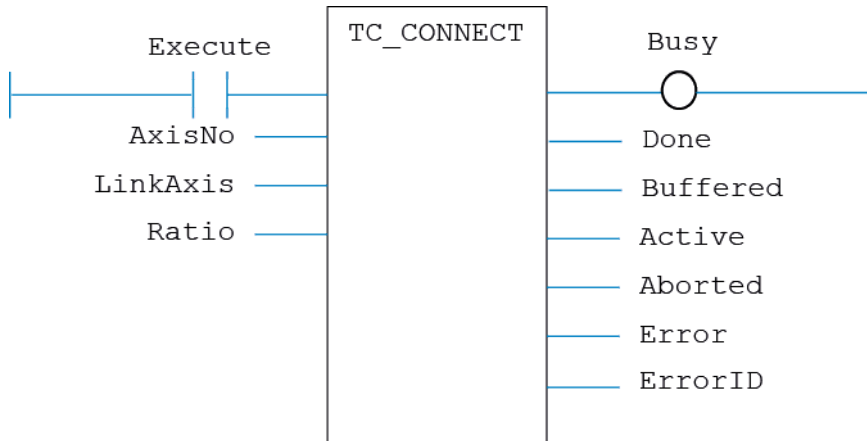 TC_CONNECT
Execute
Busy
AxisNo
Done
LinkAxis
Buffered
Ratio
Active
Aborted
Error
ErrorID